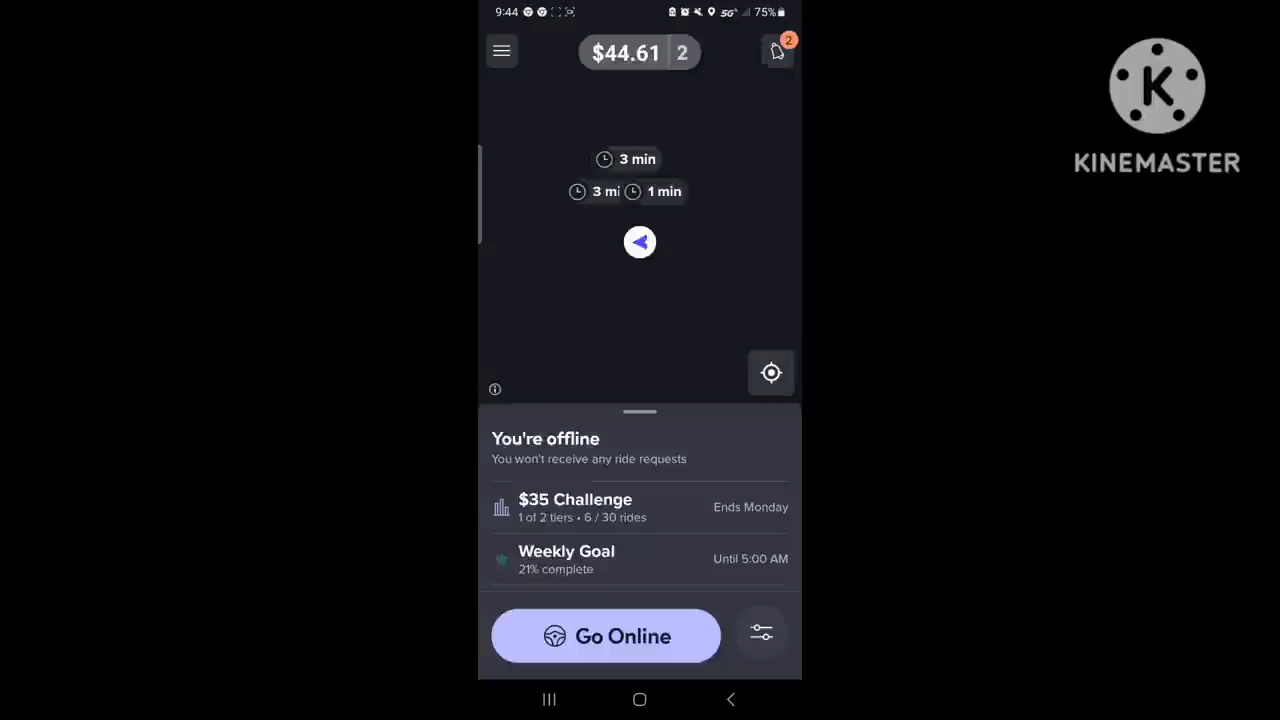 9:44 5G 75%
$44.61 2
2
3 min
3 mi 1 min
You're offline
You won't receive any ride requests
$35 Challenge
1 of 2 tiers • 6 / 30 rides
Ends Monday
Weekly Goal
21% complete
Until 5:00 AM
Go Online
K
KINEMASTER